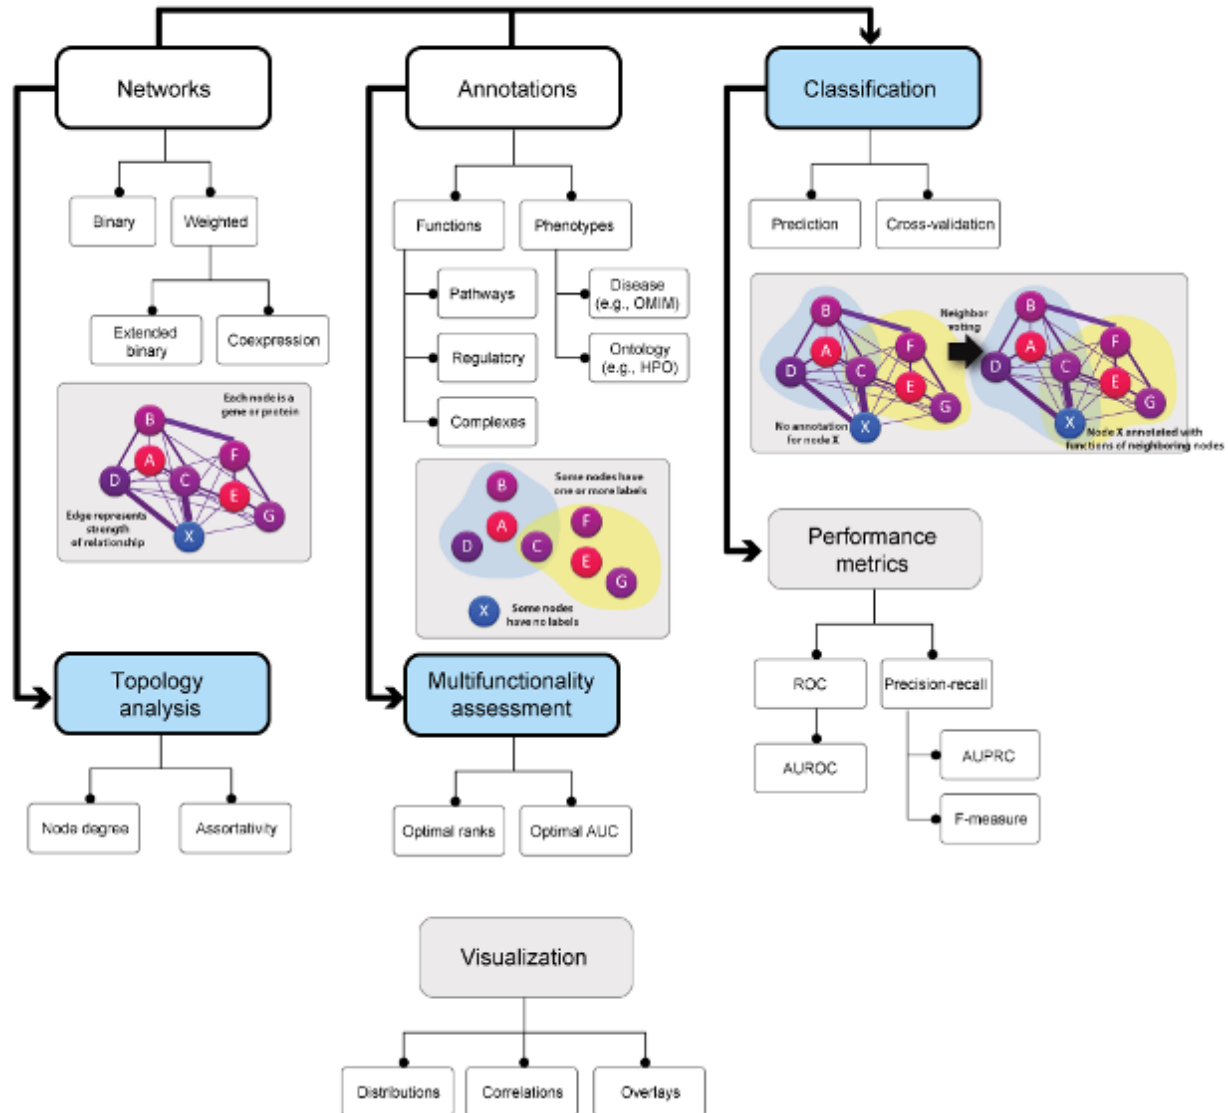 Networks
Annotations
Classification
Binary
Weighted
Functions
Phenotypes
Prediction
Cross-validation
Extended
binary
Coexpression
Pathways
Regulatory
Complexes
Disease
(e.g., OMIM)
Ontology
(e.g., HPO)
Each node is a
gene or protein
B
A
F
D
C
E
G
X
Edge represents
strength
of relationship
Some nodes have
one or more labels
B
A
F
D
C
E
G
X
Some nodes
have no labels
B
A
F
D
C
E
G
X
No annotation
for node X
Neighbor
voting
B
A
F
D
C
E
G
X
Node X annotated with
functions of neighboring nodes
Topology
analysis
Node degree
Assortativity
Multifunctionality
assessment
Optimal ranks
Optimal AUC
Performance
metrics
ROC
Precision-recall
AUROC
AUPRC
F-measure
Visualization
Distributions
Correlations
Overlays